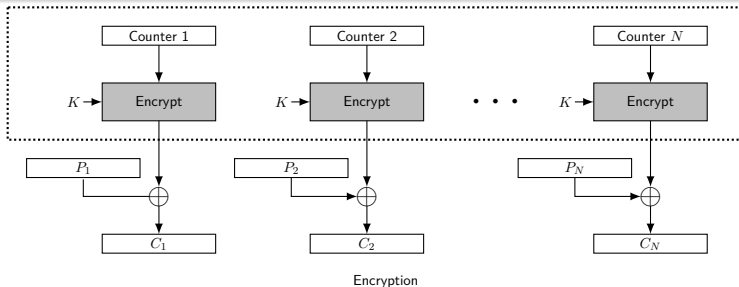 Counter 1 Counter 2 Counter N
K Encrypt K Encrypt • • • K Encrypt
P1 P2 PN
C1 C2 CN
Encryption